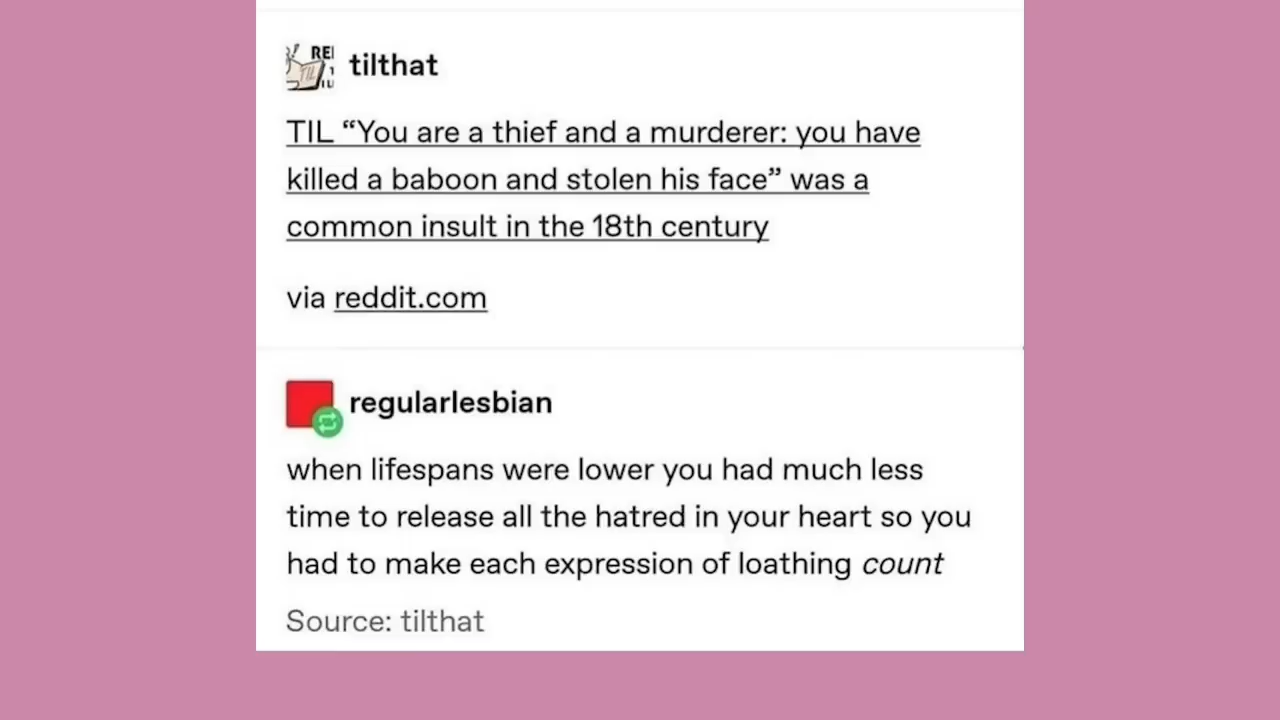 tilthat
TIL “You are a thief and a murderer: you have
killed a baboon and stolen his face” was a
common insult in the 18th century
via reddit.com
regularlesbian
when lifespans were lower you had much less
time to release all the hatred in your heart so you
had to make each expression of loathing count
Source: tilthat